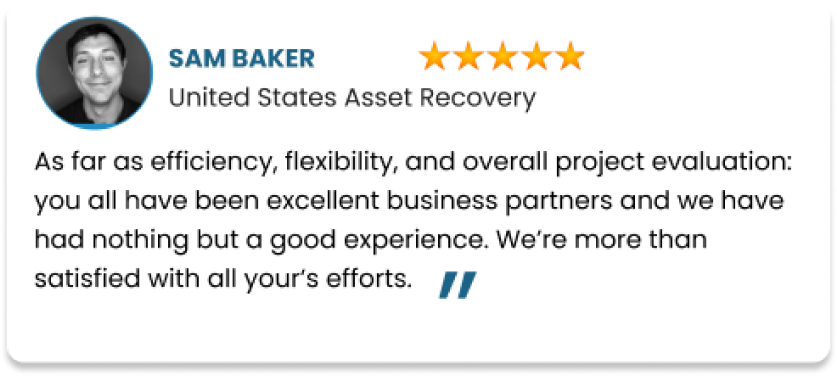 SAM BAKER
United States Asset Recovery
As far as efficiency, flexibility, and overall project evaluation:
you all have been excellent business partners and we have
had nothing but a good experience. We’re more than
satisfied with all your’s efforts. "